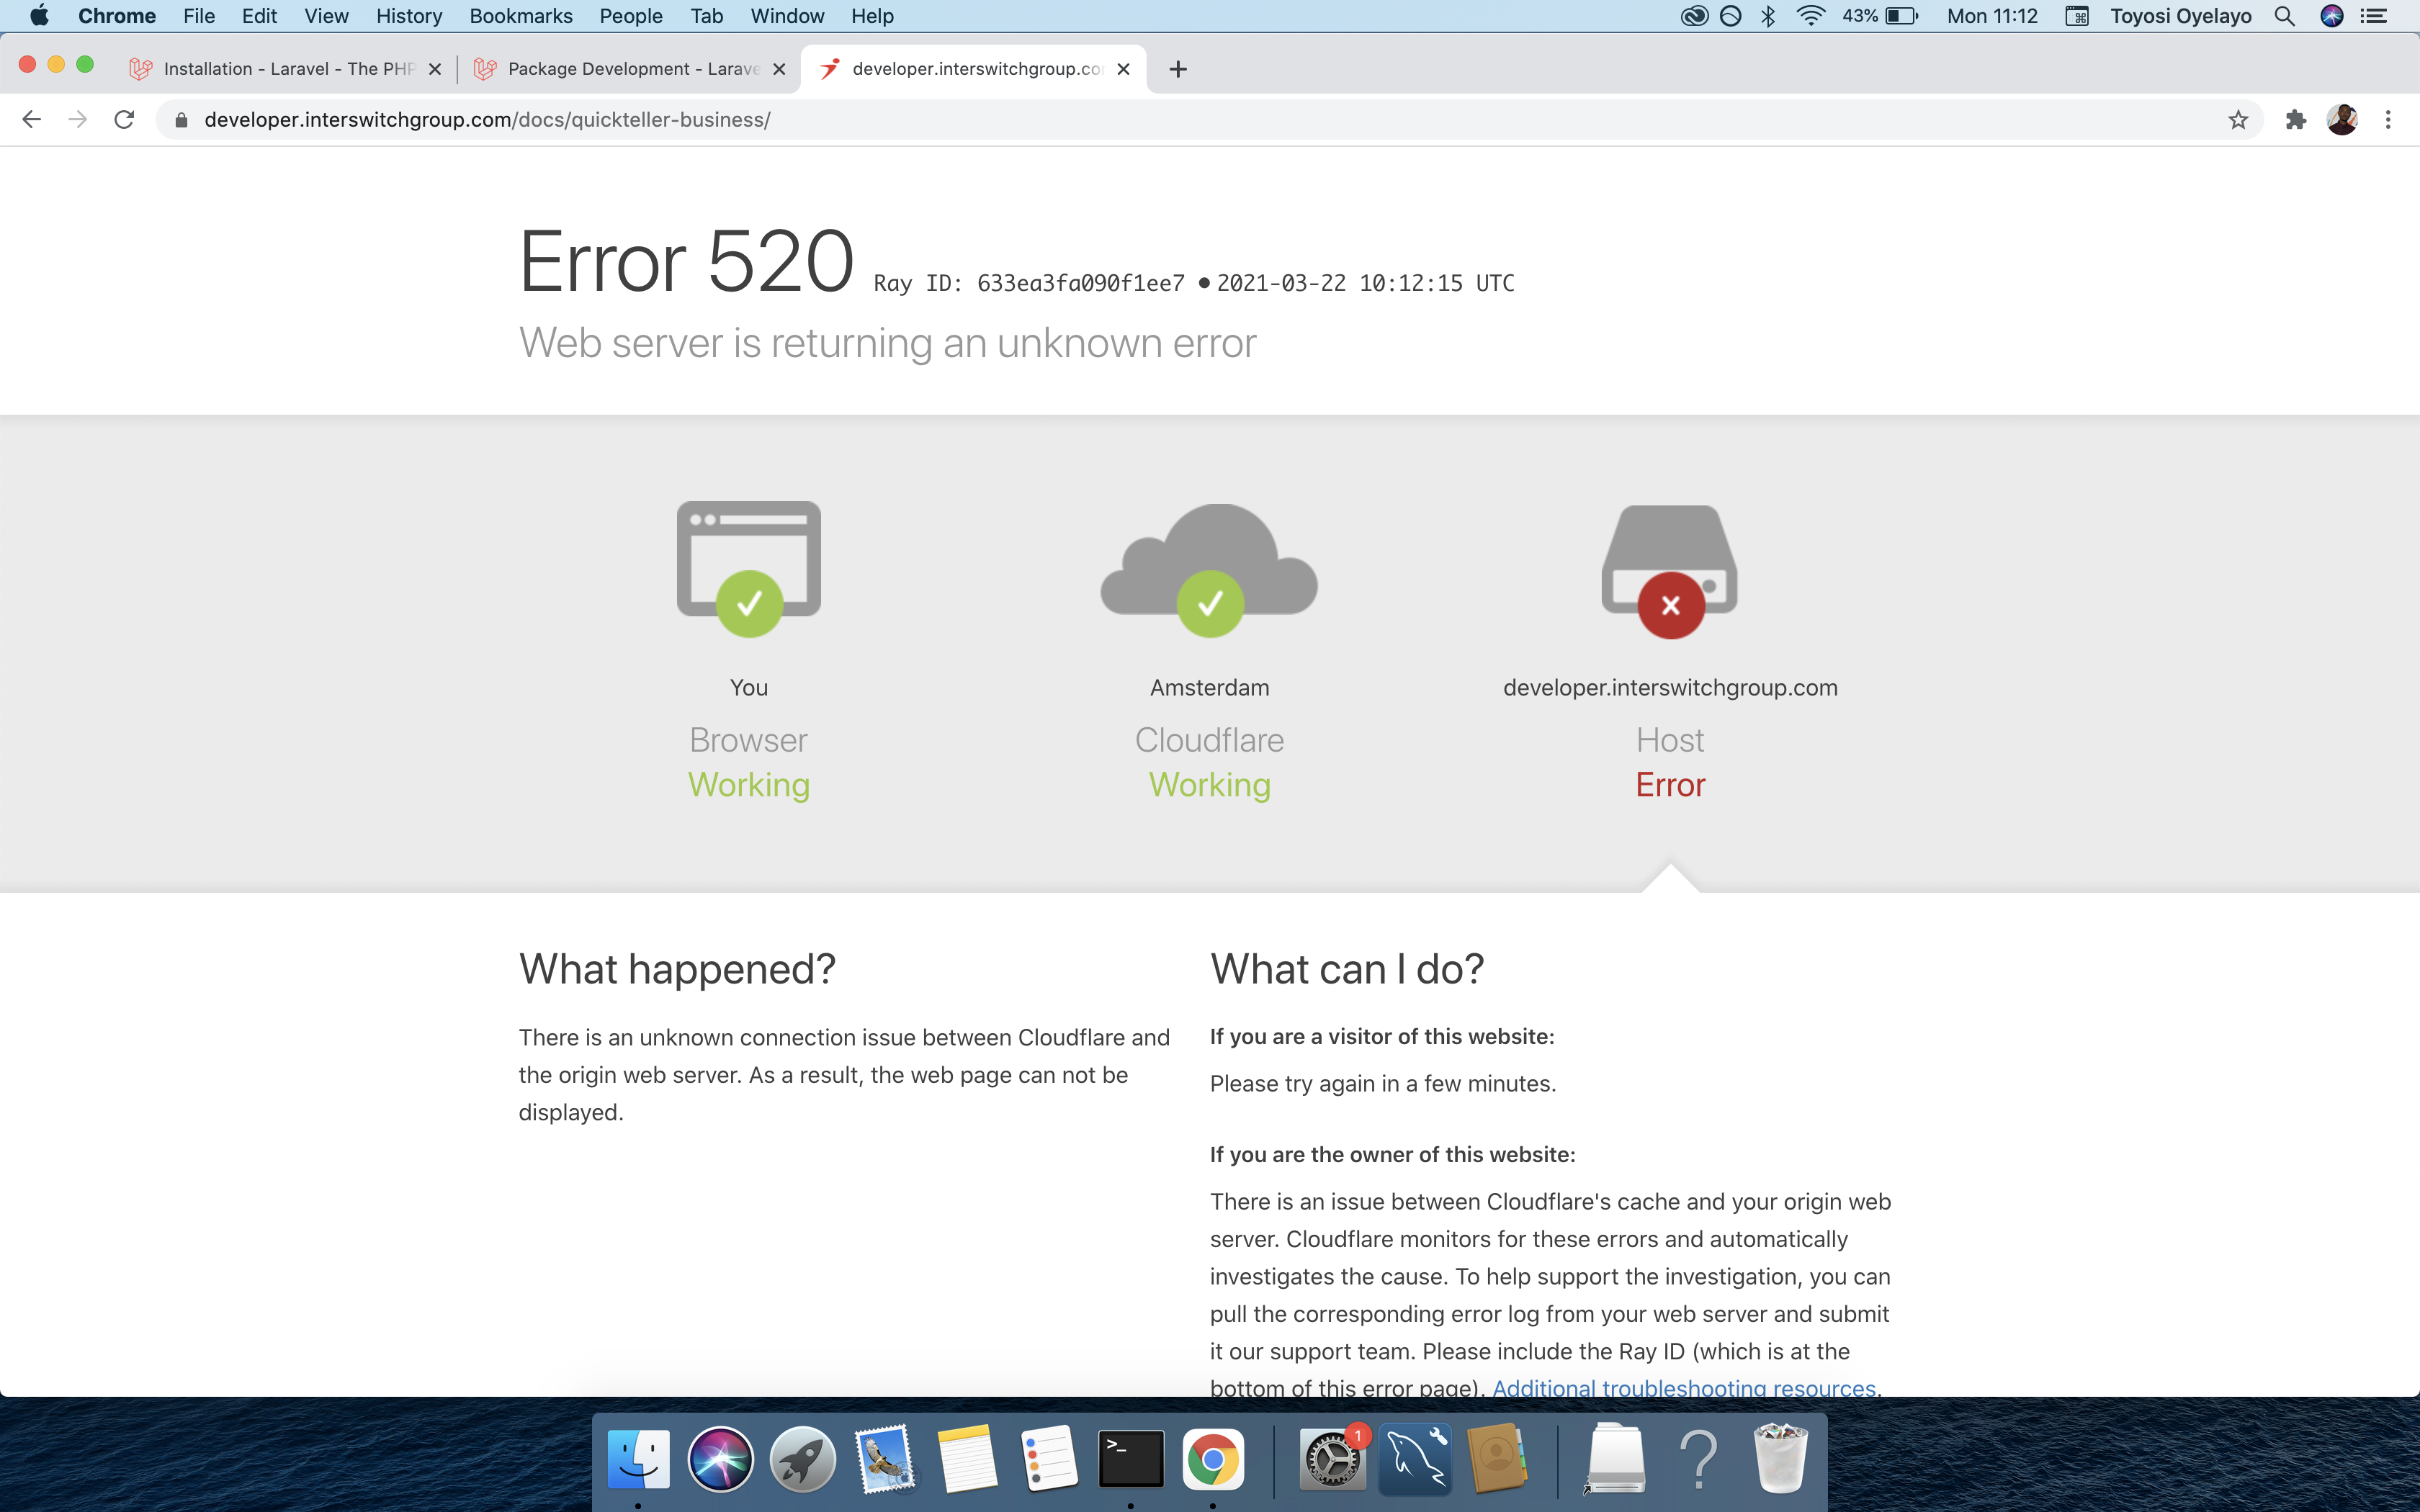 Chrome File Edit View History Bookmarks People Tab Window Help 43% Mon 11:12 Toyosi Oyelayo
Installation - Laravel - The PHP
Package Development - Larave
developer.interswitchgroup.co
developer.interswitchgroup.com/docs/quickteller-business/
Error 520 Ray ID: 633ea3fa090f1ee7 • 2021-03-22 10:12:15 UTC
Web server is returning an unknown error
You
Browser
Working
Amsterdam
Cloudflare
Working
developer.interswitchgroup.com
Host
Error
What happened?
There is an unknown connection issue between Cloudflare and
the origin web server. As a result, the web page can not be
displayed.
What can I do?
If you are a visitor of this website:
Please try again in a few minutes.
If you are the owner of this website:
There is an issue between Cloudflare's cache and your origin web
server. Cloudflare monitors for these errors and automatically
investigates the cause. To help support the investigation, you can
pull the corresponding error log from your web server and submit
it our support team. Please include the Ray ID (which is at the
bottom of this error page). Additional troubleshooting resources.
>_
1
?